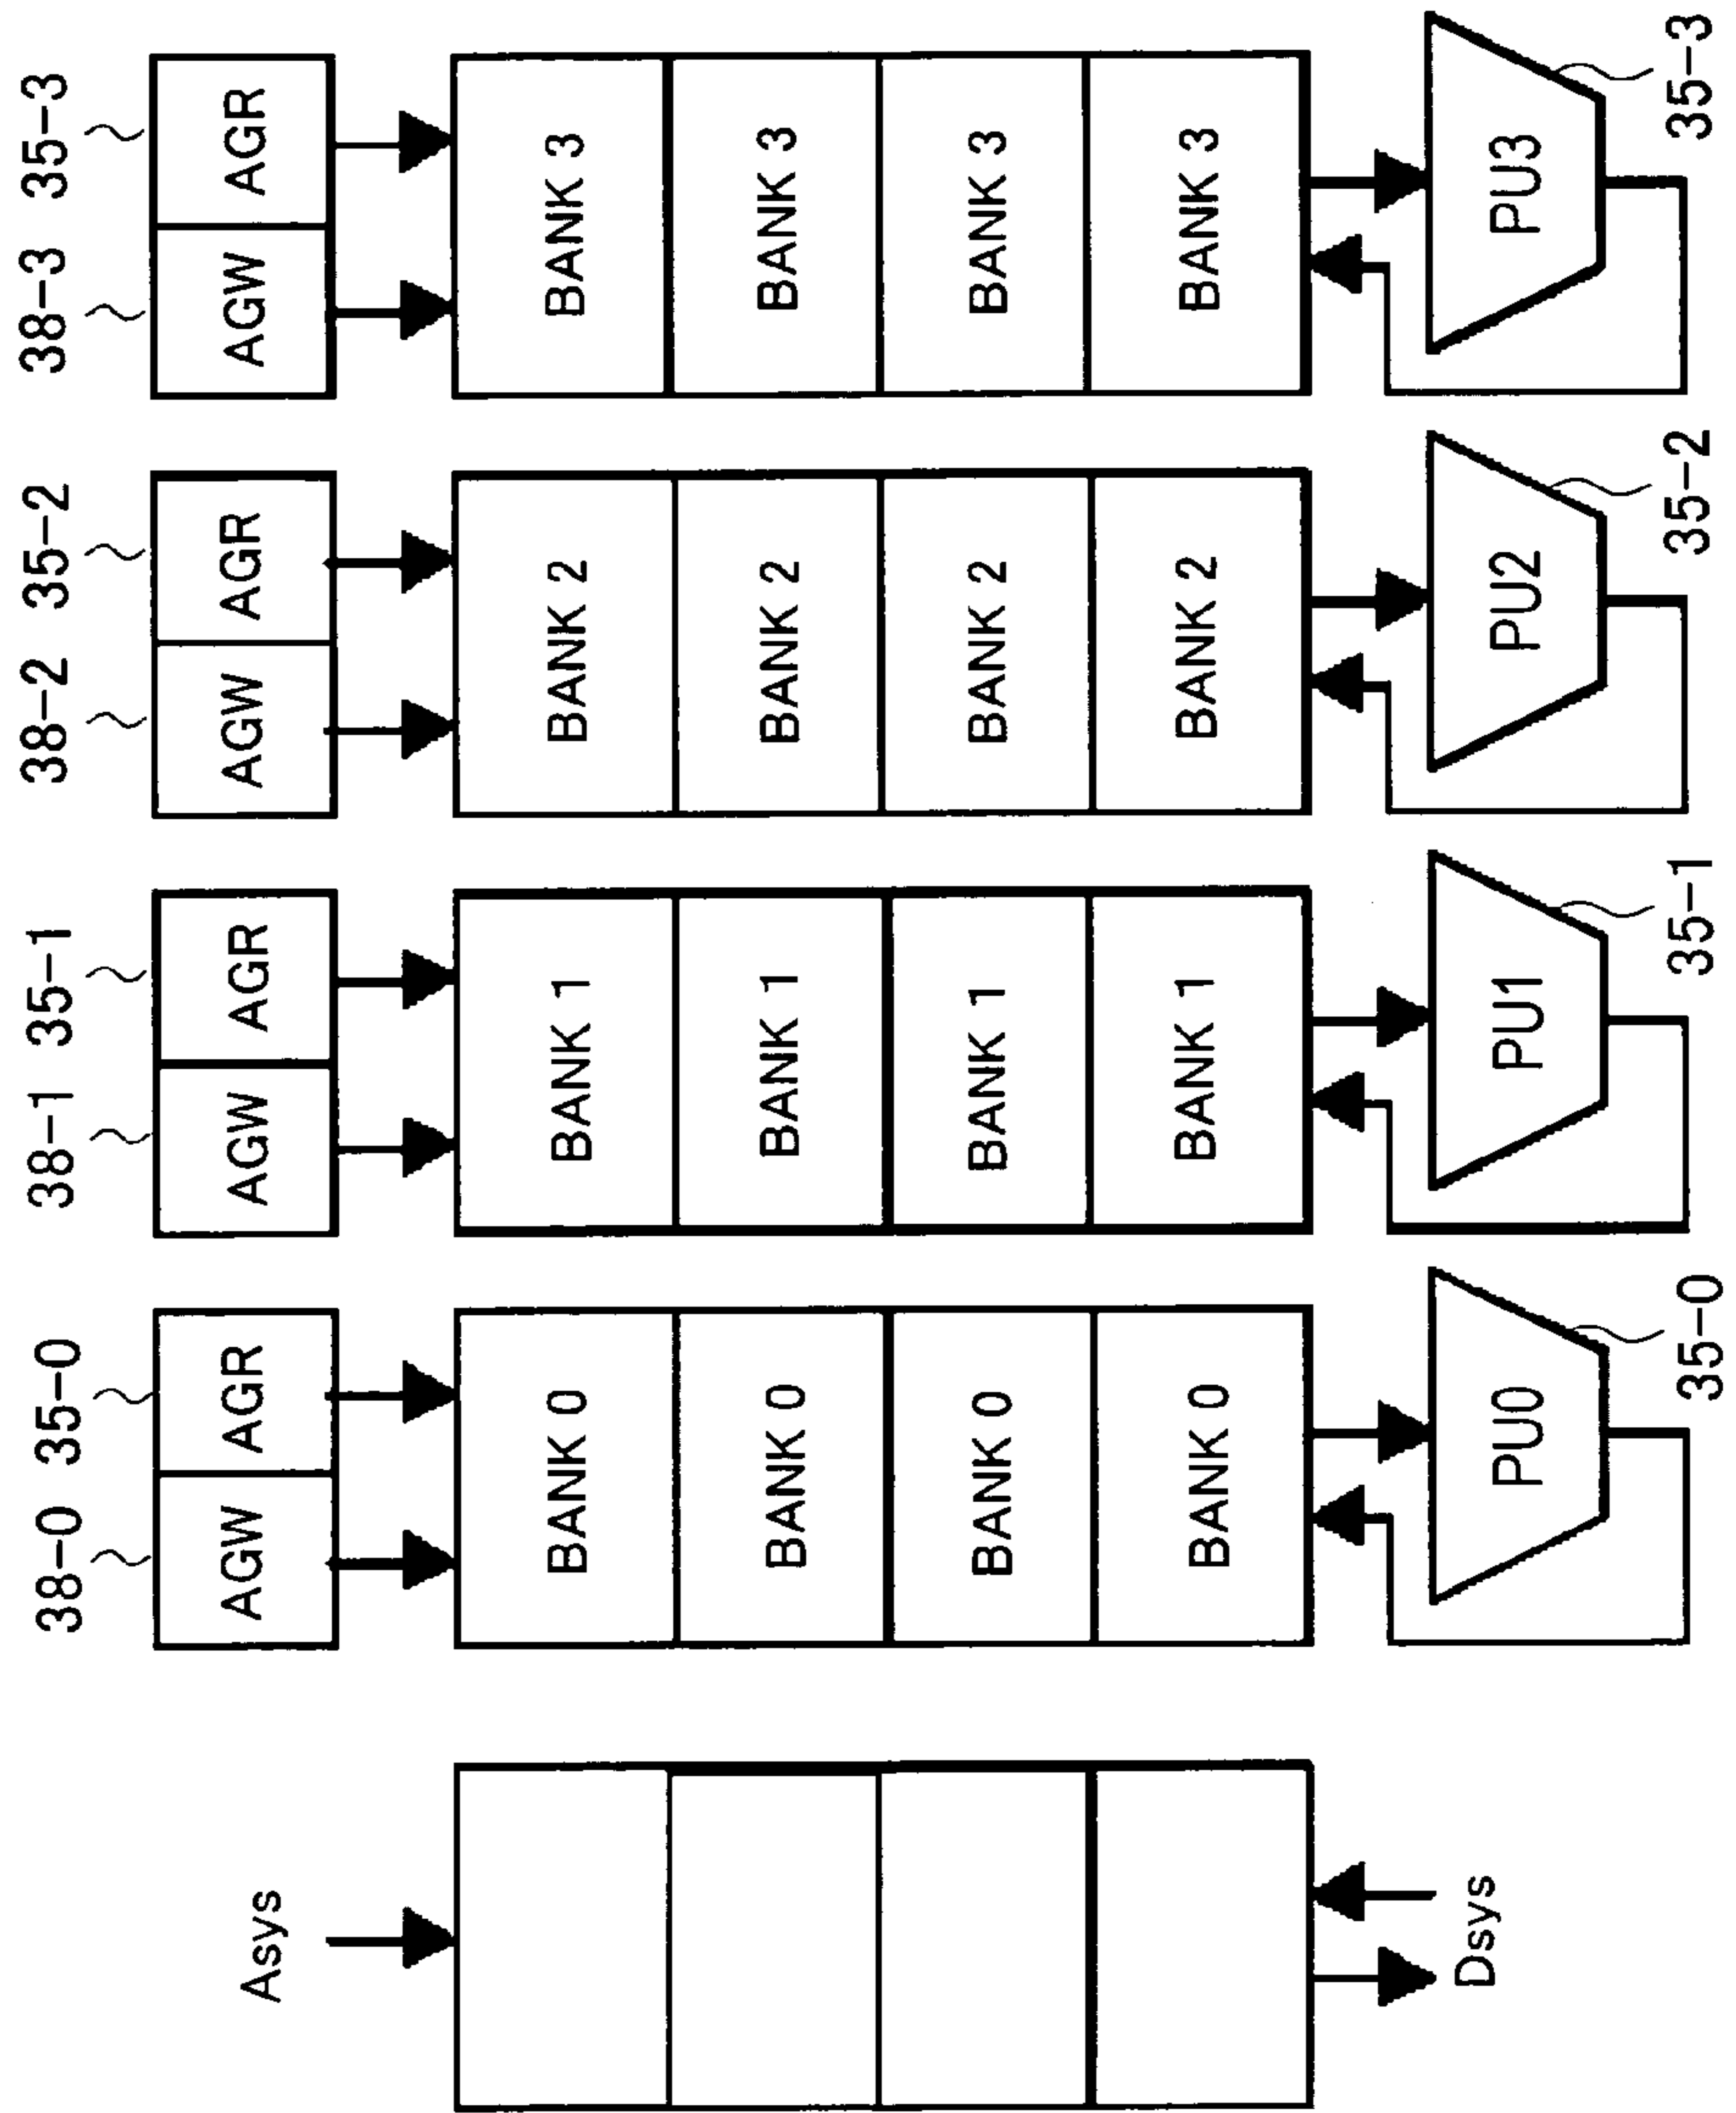 38-0 35-0 38-1 35-1 38-2 35-2 38-3 35-3
Asys AGW AGR AGW AGR AGW AGR AGW AGR
BANK 0 BANK 1 BANK 2 BANK 3
BANK 0 BANK 1 BANK 2 BANK 3
BANK 0 BANK 1 BANK 2 BANK 3
BANK 0 BANK 1 BANK 2 BANK 3
Dsys PU0 PU1 PU2 PU3
35-0 35-1 35-2 35-3